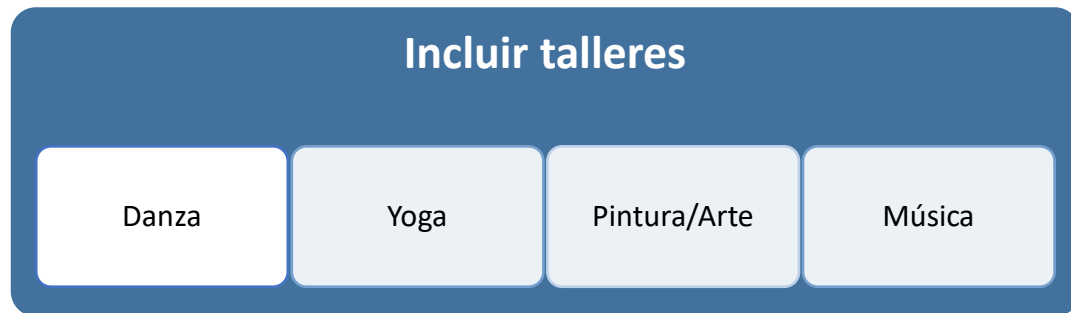 Incluir talleres
Danza
Yoga
Pintura/Arte
Música